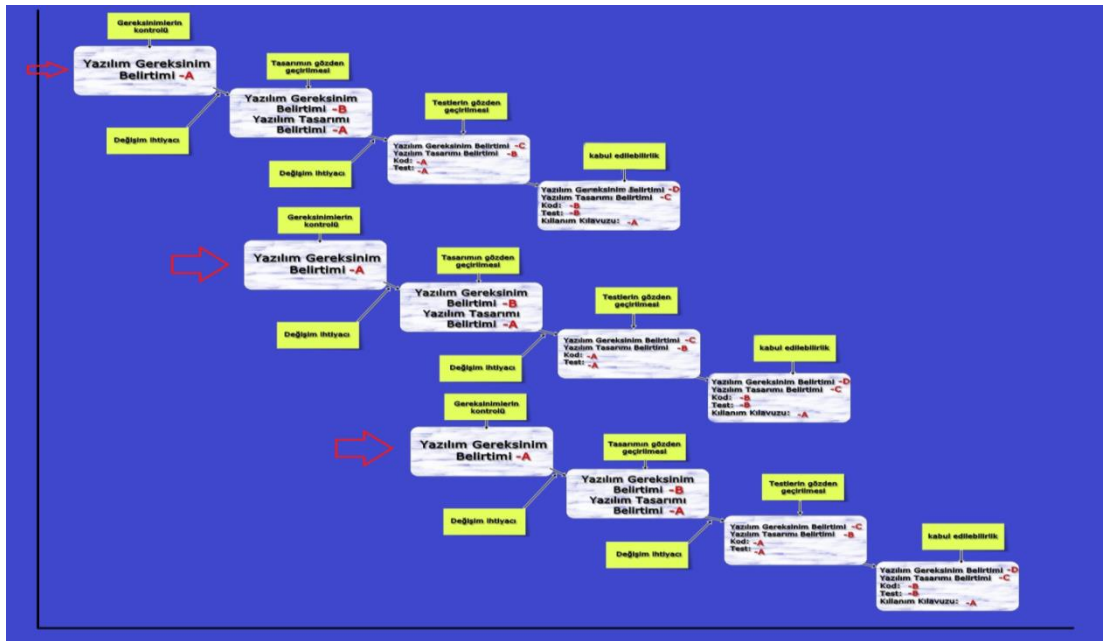 Gereksinimlerin
kontrolü
Yazılım Gereksinim
Belirtimi -A
Tasarımın gözden
geçirilmesi
Yazılım Gereksinim
Belirtimi -B
Yazılım Tasarımı
Belirtimi -A
Değişim ihtiyacı
Testlerin gözden
geçirilmesi
Yazılım Gereksinim Belirtimi -C
Yazılım Tasarımı Belirtimi -B
Kod: -A
Test: -A
Değişim ihtiyacı
kabul edilebilirlik
Yazılım Gereksinim Belirtimi -D
Yazılım Tasarımı Belirtimi -C
Kod: -B
Test: -B
Kıllanım Kılavuzu: -A
Gereksinimlerin
kontrolü
Yazılım Gereksinim
Belirtimi -A
Tasarımın gözden
geçirilmesi
Yazılım Gereksinim
Belirtimi -B
Yazılım Tasarımı
Belirtimi -A
Değişim ihtiyacı
Testlerin gözden
geçirilmesi
Yazılım Gereksinim Belirtimi -C
Yazılım Tasarımı Belirtimi -B
Kod: -A
Test: -A
Değişim ihtiyacı
kabul edilebilirlik
Yazılım Gereksinim Belirtimi -D
Yazılım Tasarımı Belirtimi -C
Kod: -B
Test: -B
Kıllanım Kılavuzu: -A
Gereksinimlerin
kontrolü
Yazılım Gereksinim
Belirtimi -A
Tasarımın gözden
geçirilmesi
Yazılım Gereksinim
Belirtimi -B
Yazılım Tasarımı
Belirtimi -A
Değişim ihtiyacı
Testlerin gözden
geçirilmesi
Yazılım Gereksinim Belirtimi -C
Yazılım Tasarımı Belirtimi -B
Kod: -A
Test: -A
Değişim ihtiyacı
kabul edilebilirlik
Yazılım Gereksinim Belirtimi -D
Yazılım Tasarımı Belirtimi -C
Kod: -B
Test: -B
Kıllanım Kılavuzu: -A